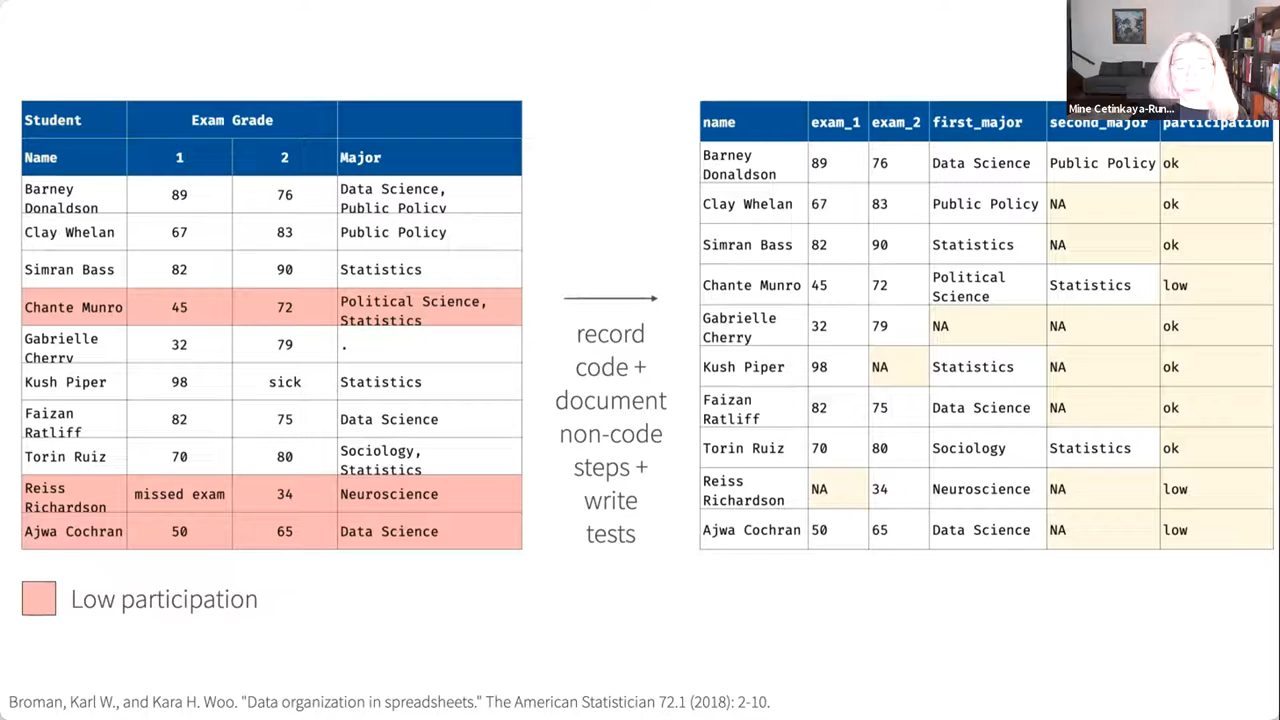 Mine Cetinkaya-Run...
Student Exam Grade
Name 1 2 Major
Barney Donaldson 89 76 Data Science, Public Policy
Clay Whelan 67 83 Public Policy
Simran Bass 82 90 Statistics
Chante Munro 45 72 Political Science, Statistics
Gabrielle Cherry 32 79 .
Kush Piper 98 sick Statistics
Faizan Ratliff 82 75 Data Science
Torin Ruiz 70 80 Sociology, Statistics
Reiss Richardson missed exam 34 Neuroscience
Ajwa Cochran 50 65 Data Science
Low participation
record
code +
document
non-code
steps +
write
tests
name exam_1 exam_2 first_major second_major participation
Barney Donaldson 89 76 Data Science Public Policy ok
Clay Whelan 67 83 Public Policy NA ok
Simran Bass 82 90 Statistics NA ok
Chante Munro 45 72 Political Science Statistics low
Gabrielle Cherry 32 79 NA NA ok
Kush Piper 98 NA Statistics NA ok
Faizan Ratliff 82 75 Data Science NA ok
Torin Ruiz 70 80 Sociology Statistics ok
Reiss Richardson NA 34 Neuroscience NA low
Ajwa Cochran 50 65 Data Science NA low
Broman, Karl W., and Kara H. Woo. "Data organization in spreadsheets." The American Statistician 72.1 (2018): 2-10.